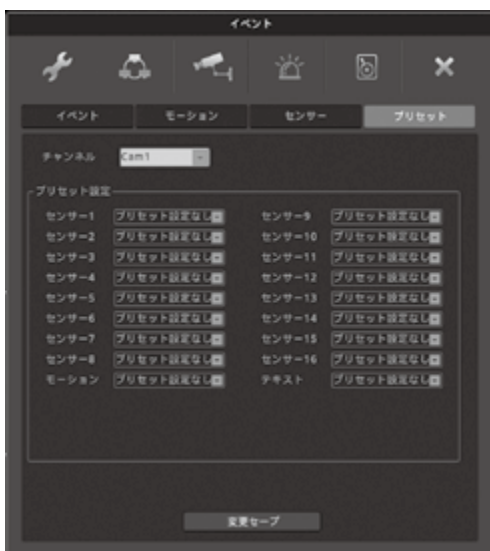 イベント
イベント モーション センサー プリセット
チャンネル Cam1
プリセット設定
センサー1 プリセット設定なし センサー9 プリセット設定なし
センサー2 プリセット設定なし センサー10 プリセット設定なし
センサー3 プリセット設定なし センサー11 プリセット設定なし
センサー4 プリセット設定なし センサー12 プリセット設定なし
センサー5 プリセット設定なし センサー13 プリセット設定なし
センサー6 プリセット設定なし センサー14 プリセット設定なし
センサー7 プリセット設定なし センサー15 プリセット設定なし
センサー8 プリセット設定なし センサー16 プリセット設定なし
モーション プリセット設定なし テキスト プリセット設定なし
変更セーブ